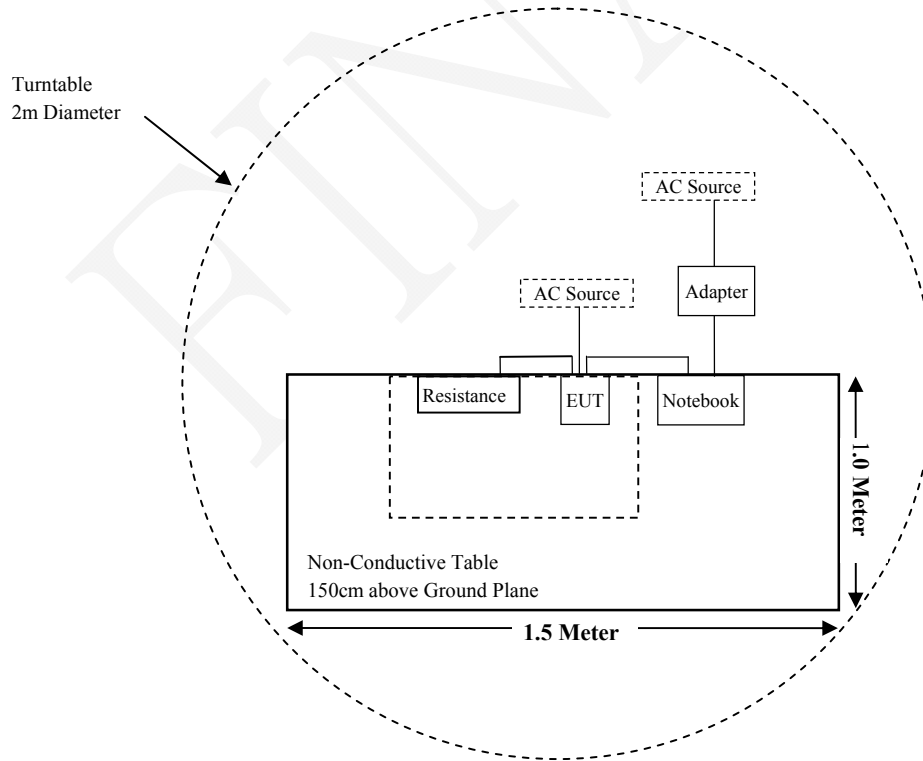 Turntable
2m Diameter
AC Source
AC Source
Adapter
Resistance
EUT
Notebook
1.0 Meter
Non-Conductive Table
150cm above Ground Plane
1.5 Meter